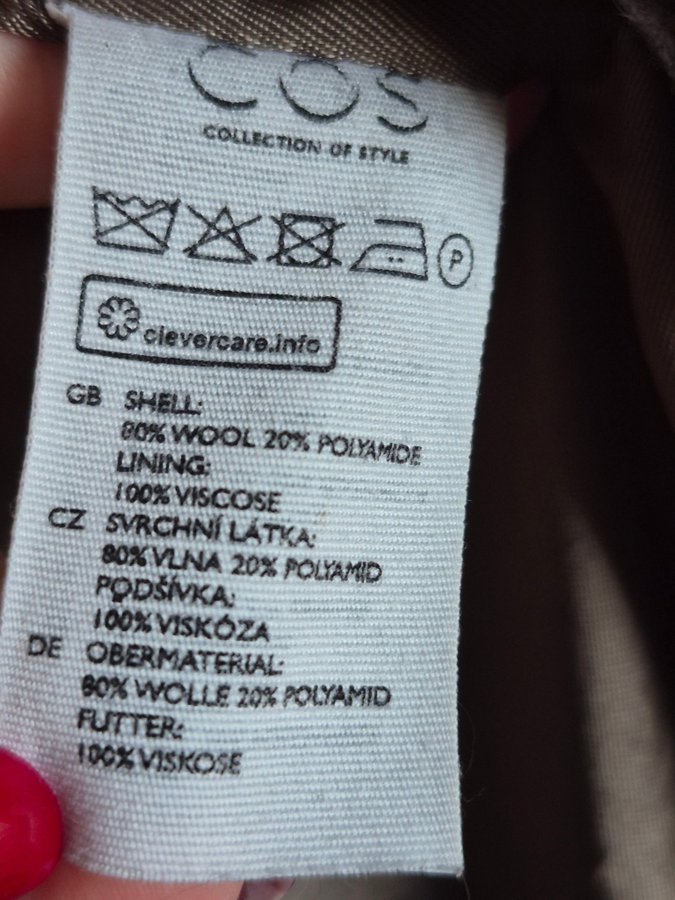 COS
COLLECTION OF STYLE
P
clevercare.info
GB SHELL:
80% WOOL 20% POLYAMIDE
LINING:
100% VISCOSE
CZ SVRCHNÍ LÁTKA:
80% VLNA 20% POLYAMID
PODŠÍVKA:
100% VISKÓZA
DE OBERMATERIAL:
80% WOLLE 20% POLYAMID
FUTTER:
100% VISKOSE